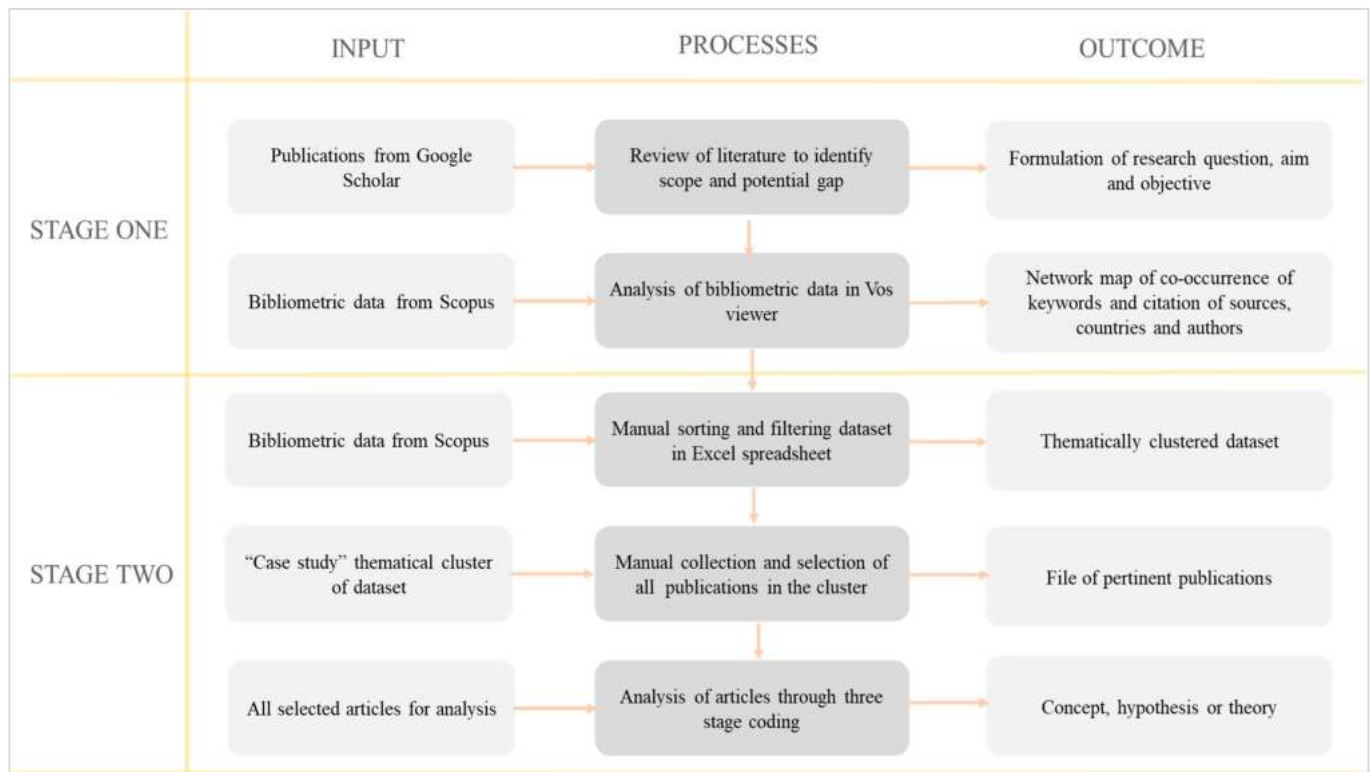 INPUT
PROCESSES
OUTCOME
STAGE ONE
Publications from Google
Scholar
Review of literature to identify
scope and potential gap
Formulation of research question, aim
and objective
Bibliometric data from Scopus
Analysis of bibliometric data in Vos
viewer
Network map of co-occurrence of
keywords and citation of sources,
countries and authors
STAGE TWO
Bibliometric data from Scopus
Manual sorting and filtering dataset
in Excel spreadsheet
Thematically clustered dataset
“Case study” thematical cluster
of dataset
Manual collection and selection of
all publications in the cluster
File of pertinent publications
All selected articles for analysis
Analysis of articles through three
stage coding
Concept, hypothesis or theory